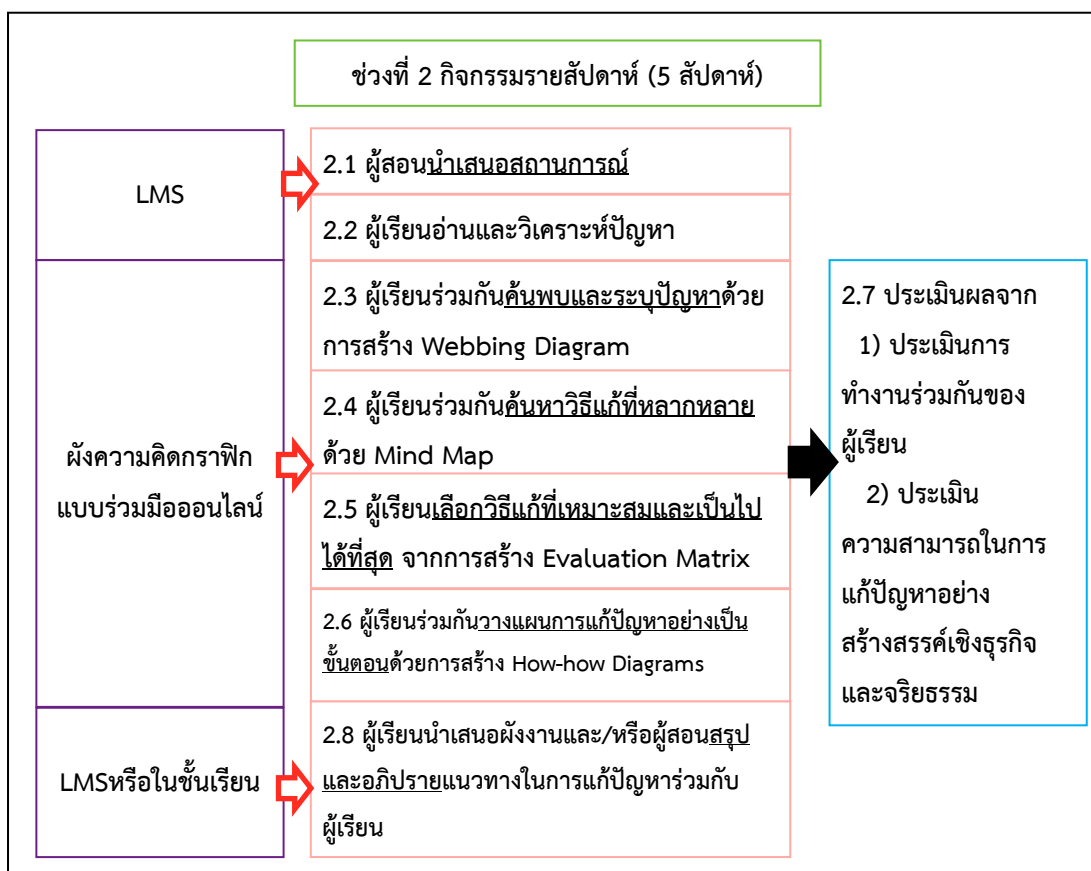 ช่วงที่ 2 กิจกรรมรายสัปดาห์ (5 สัปดาห์)
LMS
2.1 ผู้สอนนำเสนอสถานการณ์
2.2 ผู้เรียนอ่านและวิเคราะห์ปัญหา
ผังความคิดกราฟิก
แบบร่วมมือออนไลน์
2.3 ผู้เรียนร่วมกันค้นพบและระบุปัญหาด้วย
การสร้าง Webbing Diagram
2.4 ผู้เรียนร่วมกันค้นหาวิธีแก้ที่หลากหลาย
ด้วย Mind Map
2.5 ผู้เรียนเลือกวิธีแก้ที่เหมาะสมและเป็นไป
ได้ที่สุด จากการสร้าง Evaluation Matrix
2.6 ผู้เรียนร่วมกันวางแผนการแก้ปัญหาอย่างเป็น
ขั้นตอนด้วยการสร้าง How-how Diagrams
2.7 ประเมินผลจาก
1) ประเมินการ
ทำงานร่วมกันของ
ผู้เรียน
2) ประเมิน
ความสามารถในการ
แก้ปัญหาอย่าง
สร้างสรรค์เชิงธุรกิจ
และจริยธรรม
LMSหรือในชั้นเรียน
2.8 ผู้เรียนนำเสนอผังงานและ/หรือผู้สอนสรุป
และอภิปรายแนวทางในการแก้ปัญหาร่วมกับ
ผู้เรียน